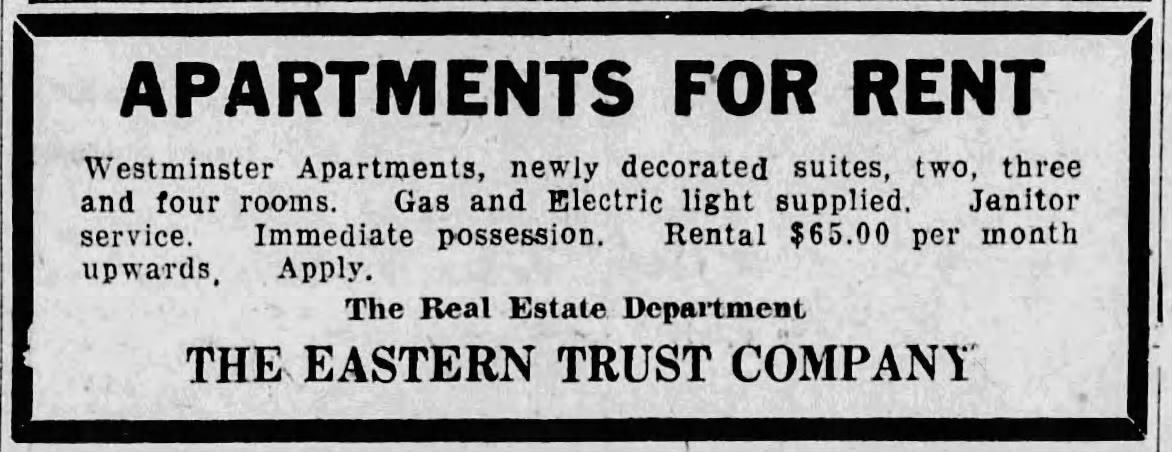 APARTMENTS FOR RENT
Westminster Apartments, newly decorated suites, two, three
and four rooms. Gas and Electric light supplied. Janitor
service. Immediate possession. Rental $65.00 per month
upwards. Apply.
The Real Estate Department
THE EASTERN TRUST COMPANY